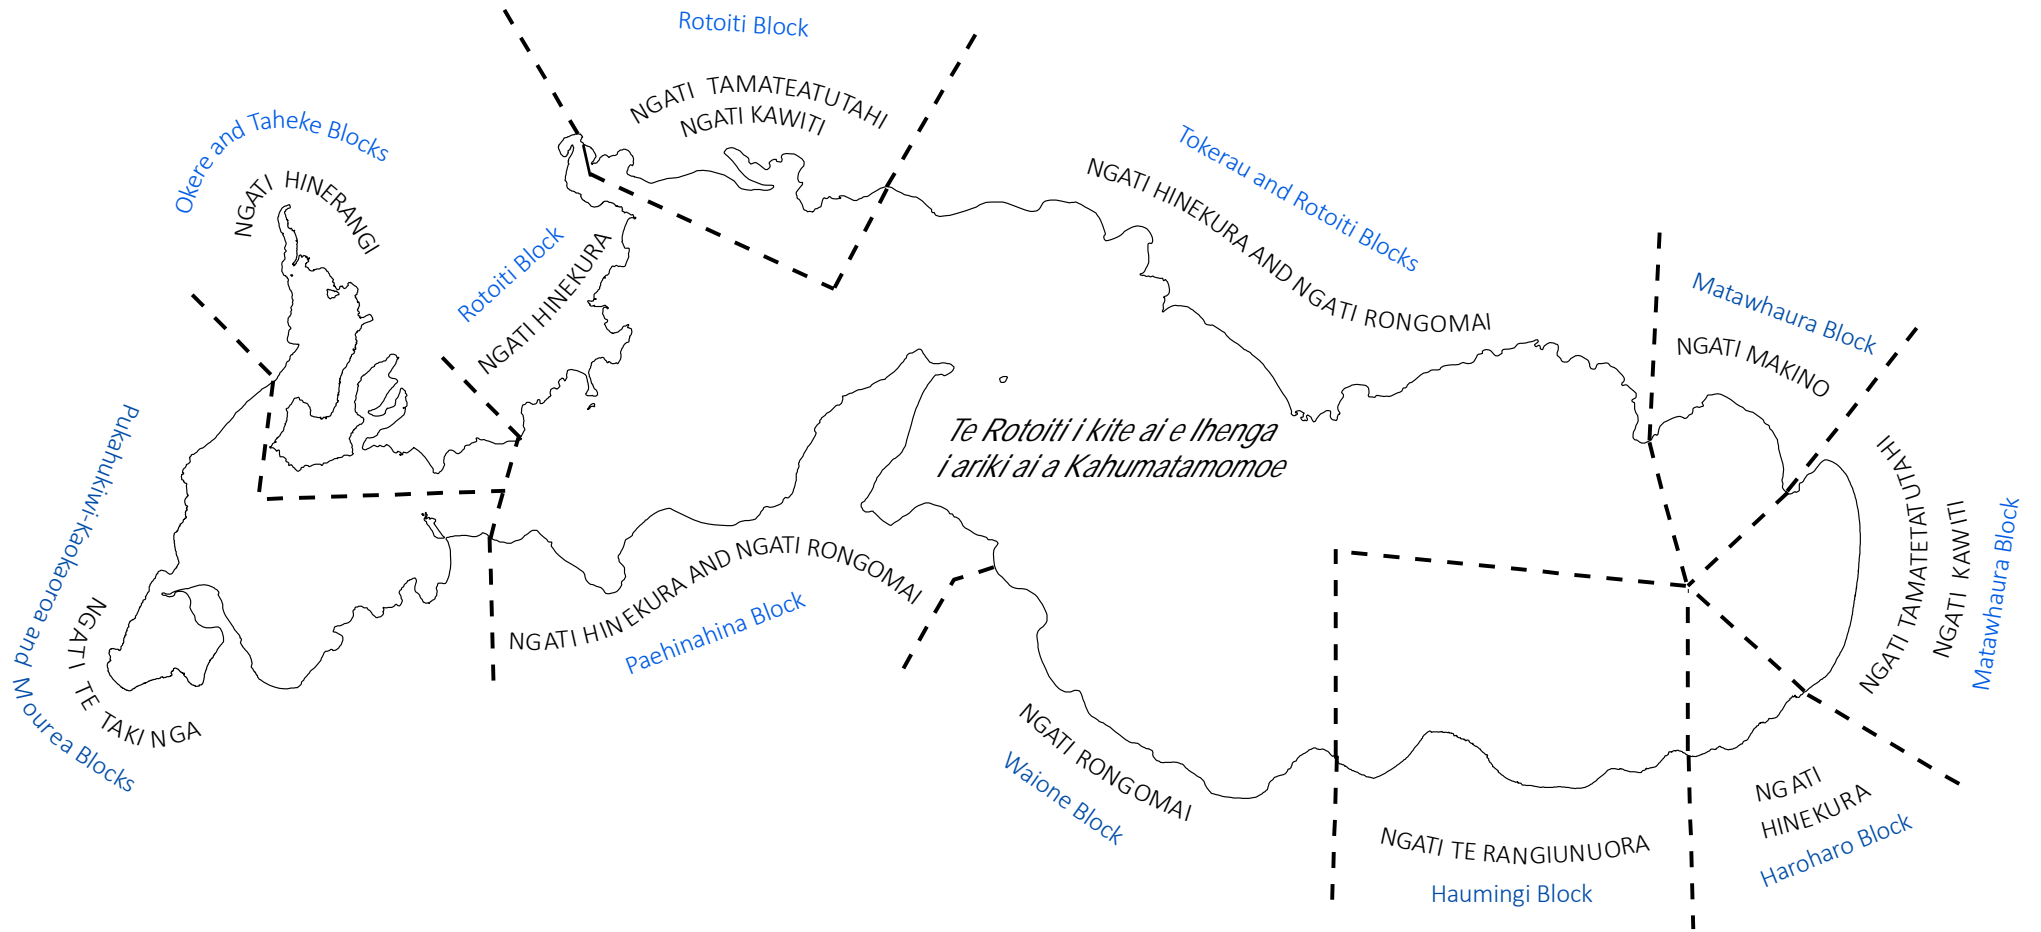 Rotoiti Block
NGATI TAMATEATUTAHI
NGATI KAWITI
Okere and Taheke Blocks
NGATI HINERANGI
Rotoiti Block
NGATI HINEKURA
Tokerau and Rotoiti Blocks
NGATI HINEKURA AND NGATI RONGOMAI
Matawhaura Block
NGATI MAKINO
Te Rotoiti i kite ai e Ihenga
i ariki ai a Kahumatamomoe
NGATI TAMATETATUTAHI
NGATI KAWITI
Matawhaura Block
Pukahukiwi-Kaokaoroa and Mourea Blocks
NGATI TE TAKI NGA
NGATI HINEKURA AND NGATI RONGOMAI
Paehinahina Block
NGATI RONGOMAI
Waione Block
NGATI TE RANGIUNUORA
Haumingi Block
NGATI
HINEKURA
Haroharo Block